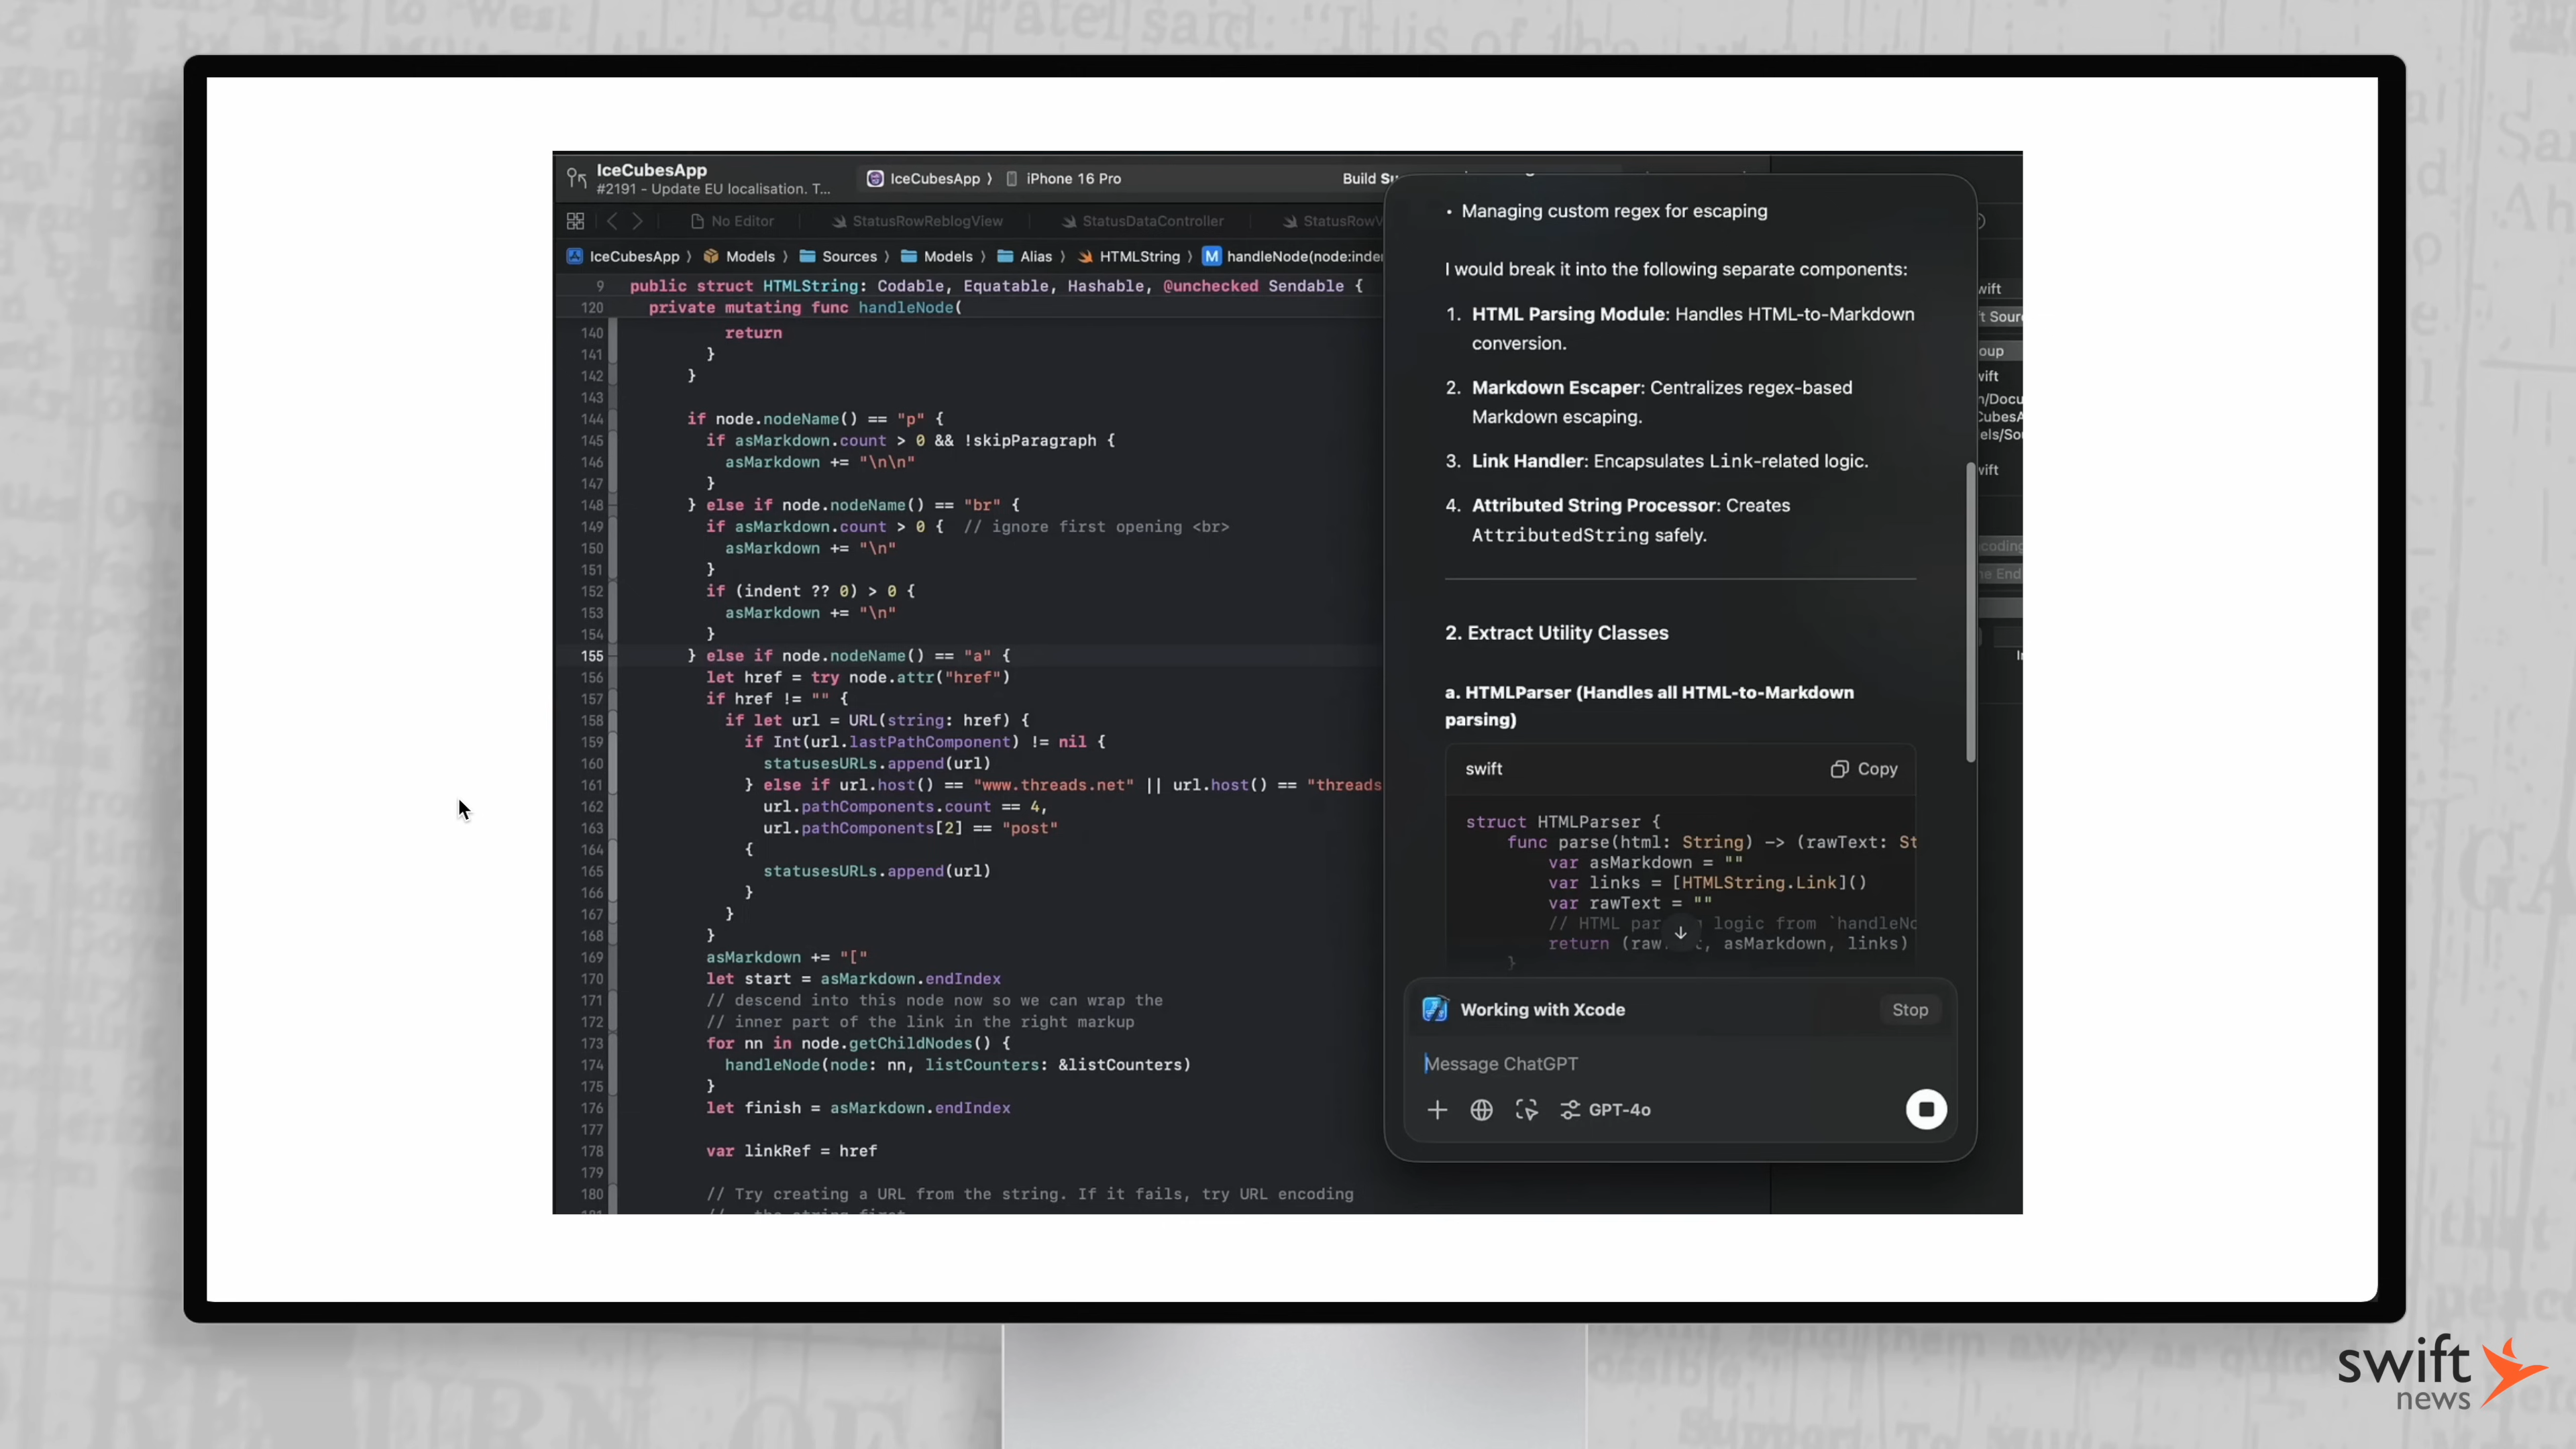 IceCubesApp
#2191 - Update EU localisation. T...
IceCubesApp 〉 iPhone 16 Pro
Build Su
No Editor
StatusRowReblogView
StatusDataController
StatusRowV
IceCubesApp 〉 Models 〉 Sources 〉 Models 〉 Alias 〉 HTMLString 〉 M handleNode(node:inder
9 public struct HTMLString: Codable, Equatable, Hashable, @unchecked Sendable {
120 private mutating func handleNode(
140 return
141 }
142 }
143
144 if node.nodeName() == "p" {
145 if asMarkdown.count > 0 && !skipParagraph {
146 asMarkdown += "\n\n"
147 }
148 } else if node.nodeName() == "br" {
149 if asMarkdown.count > 0 { // ignore first opening <br>
150 asMarkdown += "\n"
151 }
152 if (indent ?? 0) > 0 {
153 asMarkdown += "\n"
154 }
155 } else if node.nodeName() == "a" {
156 let href = try node.attr("href")
157 if href != "" {
158 if let url = URL(string: href) {
159 if Int(url.lastPathComponent) != nil {
160 statusesURLs.append(url)
161 } else if url.host() == "www.threads.net" || url.host() == "threads
162 url.pathComponents.count == 4,
163 url.pathComponents[2] == "post"
164 {
165 statusesURLs.append(url)
166 }
167 }
168 }
169 asMarkdown += "["
170 let start = asMarkdown.endIndex
171 // descend into this node now so we can wrap the
172 // inner part of the link in the right markup
173 for nn in node.getChildNodes() {
174 handleNode(node: nn, listCounters: &listCounters)
175 }
176 let finish = asMarkdown.endIndex
177
178 var linkRef = href
179
180 // Try creating a URL from the string. If it fails, try URL encoding
• Managing custom regex for escaping
I would break it into the following separate components:
1. HTML Parsing Module: Handles HTML-to-Markdown
conversion.
2. Markdown Escaper: Centralizes regex-based
Markdown escaping.
3. Link Handler: Encapsulates Link-related logic.
4. Attributed String Processor: Creates
AttributedString safely.
2. Extract Utility Classes
a. HTMLParser (Handles all HTML-to-Markdown
parsing)
swift
Copy
struct HTMLParser {
func parse(html: String) -> (rawText: St
var asMarkdown = ""
var links = [HTMLString.Link]()
var rawText = ""
// HTML logic from `handleNo
return ( , asMarkdown, links)
}
Working with Xcode
Stop
Message ChatGPT
GPT-4o
swift
news